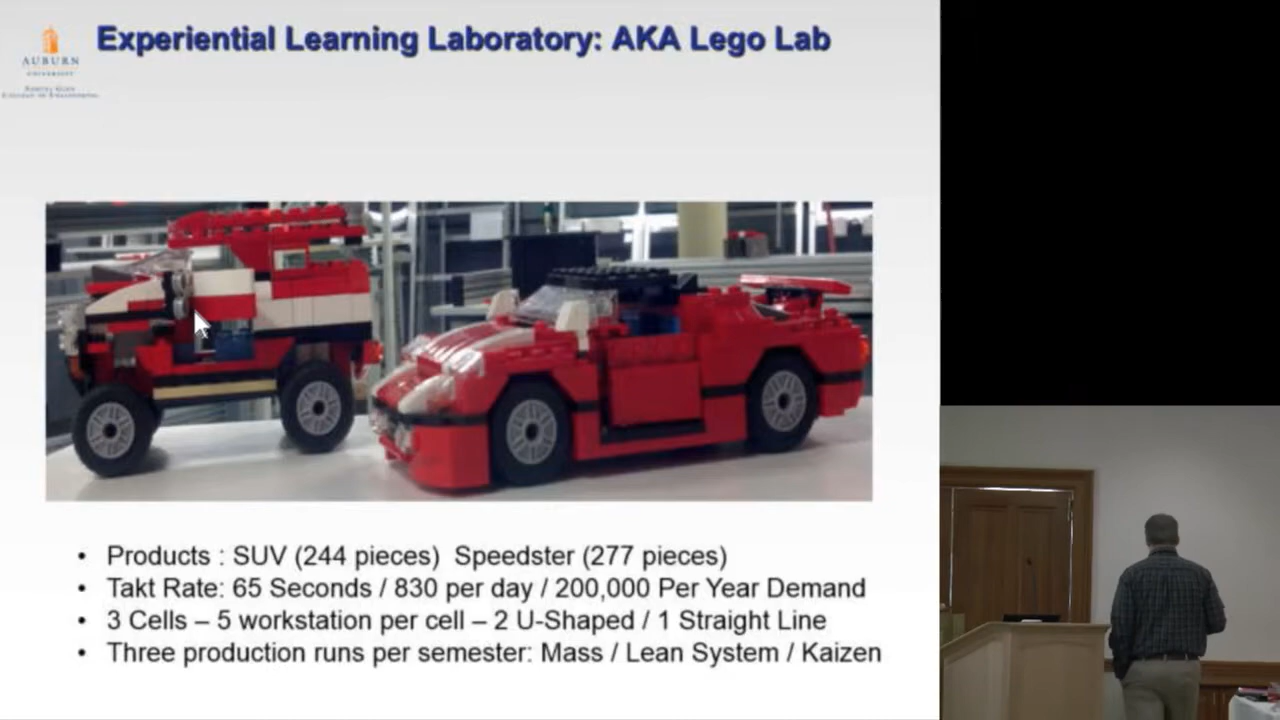 Experiential Learning Laboratory: AKA Lego Lab
AUBURN
UNIVERSITY
• Products : SUV (244 pieces) Speedster (277 pieces)
• Takt Rate: 65 Seconds / 830 per day / 200,000 Per Year Demand
• 3 Cells – 5 workstation per cell – 2 U-Shaped / 1 Straight Line
• Three production runs per semester: Mass / Lean System / Kaizen